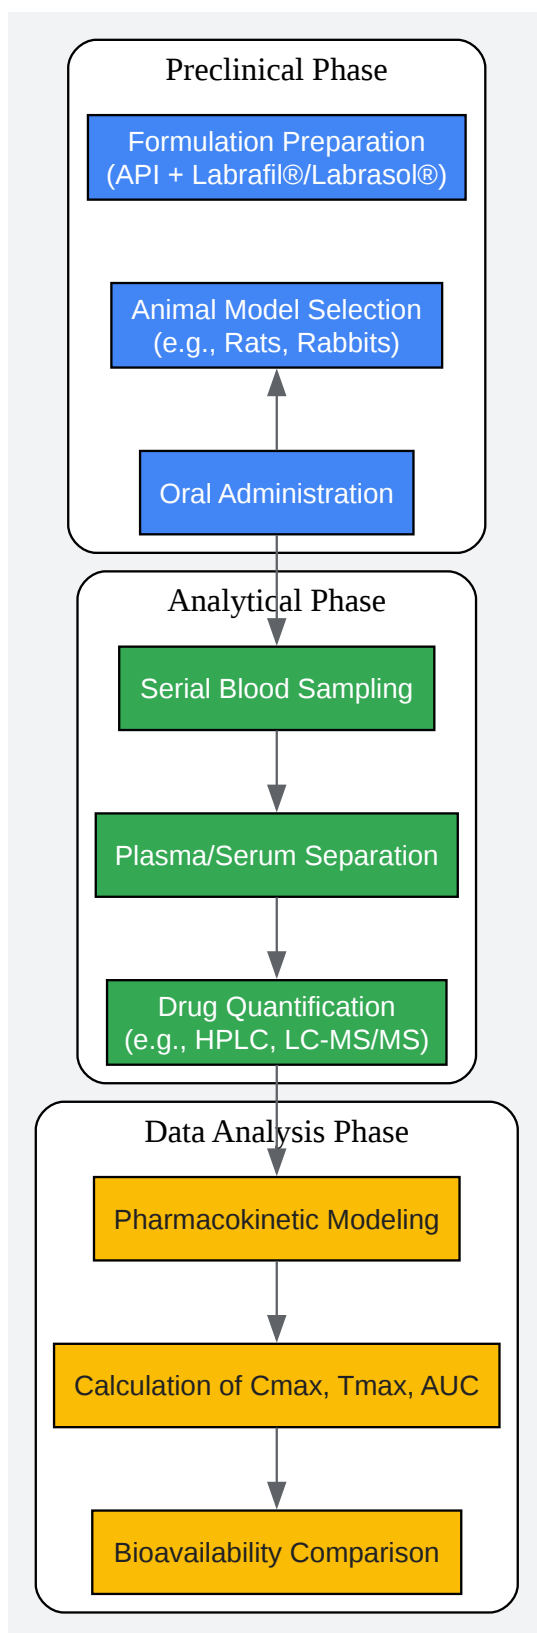 Preclinical Phase
Formulation Preparation
(API + Labrafil®/Labrasol®)
Animal Model Selection
(e.g., Rats, Rabbits)
Oral Administration
Analytical Phase
Serial Blood Sampling
Plasma/Serum Separation
Drug Quantification
(e.g., HPLC, LC-MS/MS)
Data Analysis Phase
Pharmacokinetic Modeling
Calculation of Cmax, Tmax, AUC
Bioavailability Comparison